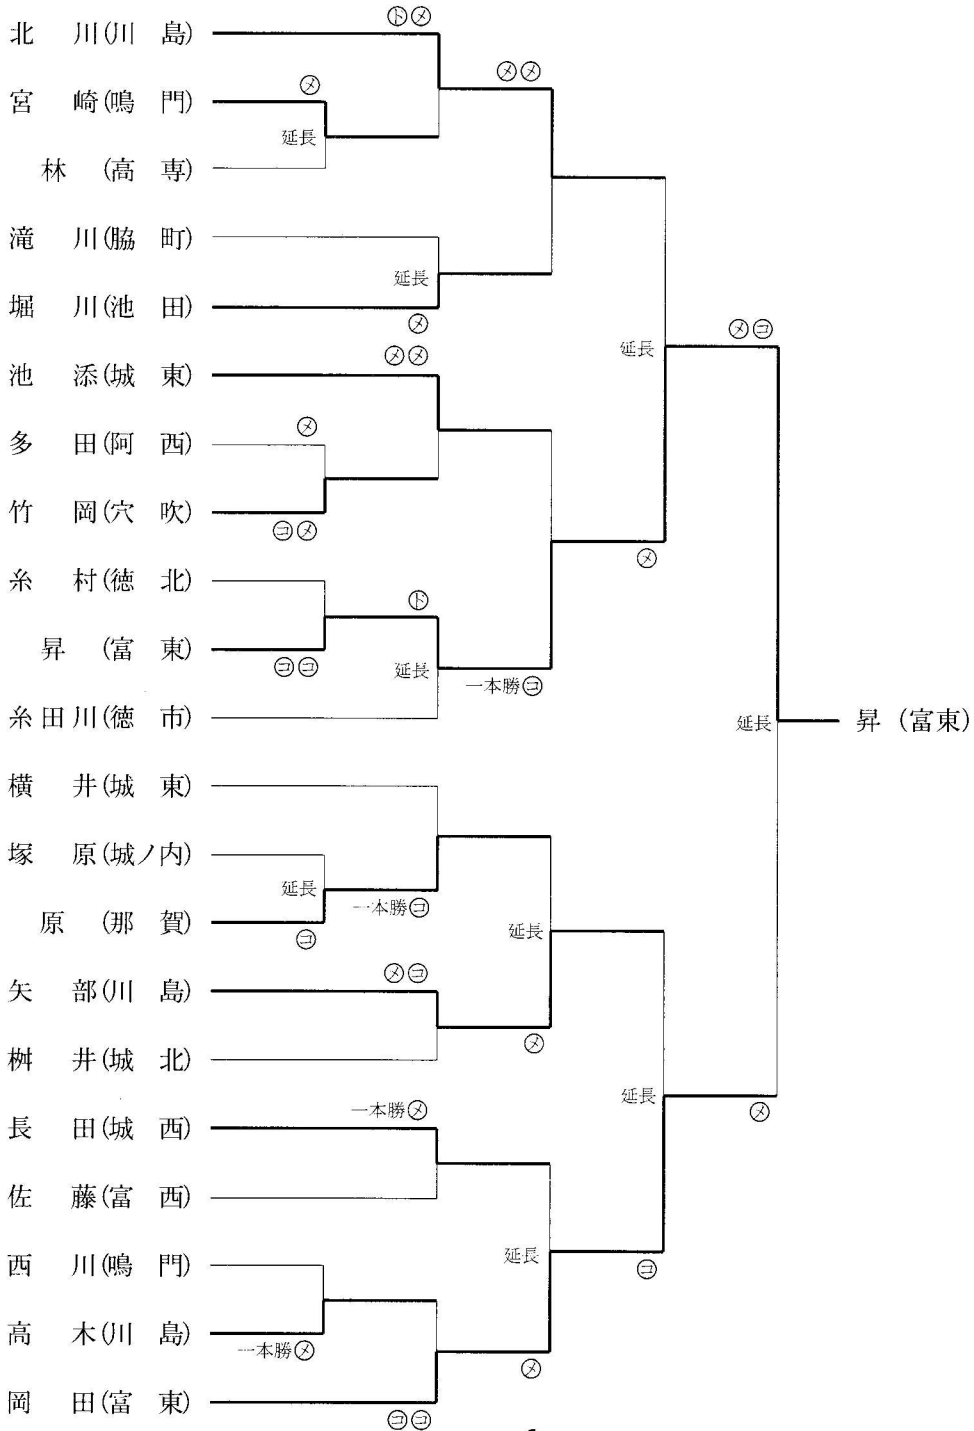 ドメ
北川(川島)
メメ
宮崎(鳴門)
メ
延長
林(高専)
滝川(脇町)
延長
堀川(池田)
メ
メコ
延長
メメ
池添(城東)
多田(阿西)
メ
竹岡(穴吹)
コメ
メ
糸村(徳北)
ド
昇(富東)
ココ
延長
一本勝コ
糸田川(徳市)
延長
昇(富東)
横井(城東)
塚原(城ノ内)
延長
一本勝コ
原(那賀)
コ
延長
矢部(川島)
メコ
メ
桝井(城北)
延長
メ
一本勝メ
長田(城西)
佐藤(富西)
西川(鳴門)
延長
コ
高木(川島)
一本勝メ
メ
岡田(富東)
ココ